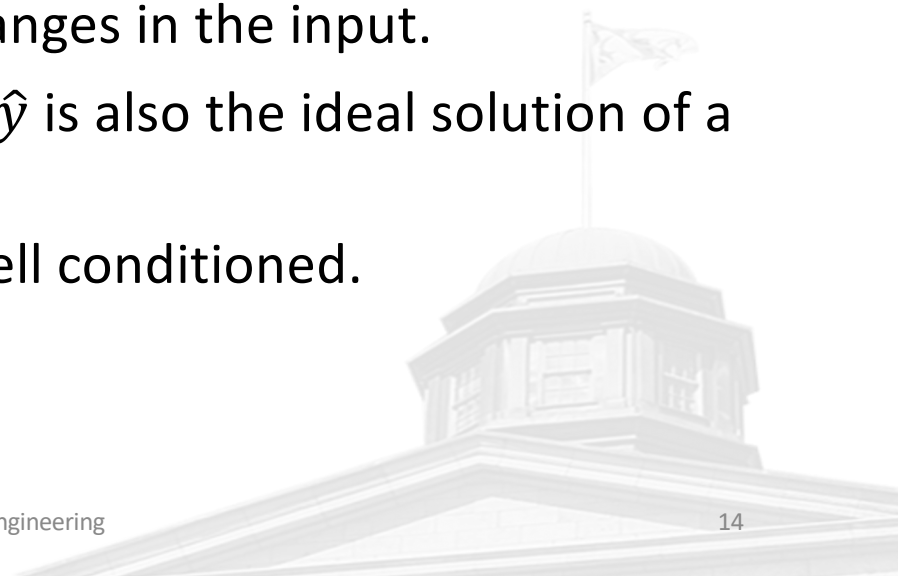 anges in the input.
ŷ is also the ideal solution of a
ell conditioned.
ngineering
14